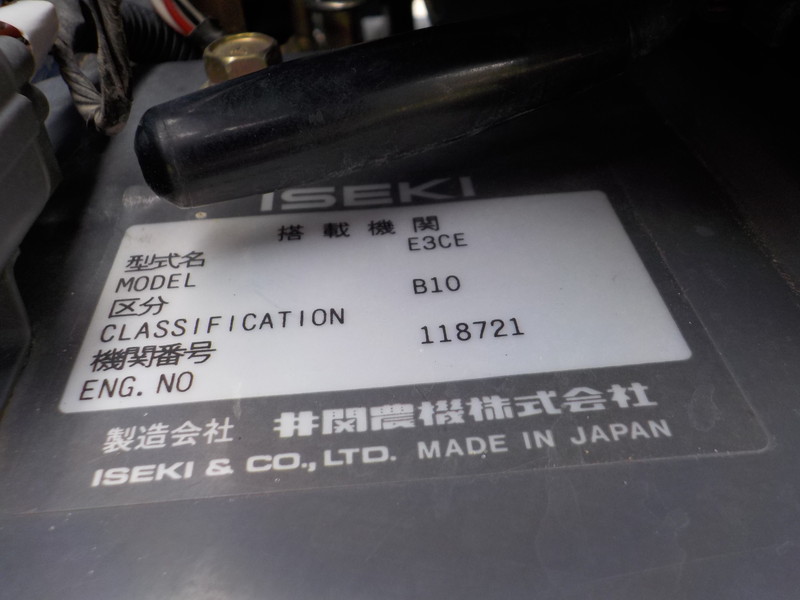 ISEKI
搭載機関
型式名
MODEL E3CE
区分
CLASSIFICATION B10
機関番号
ENG. NO 118721
製造会社 井関農機株式会社
ISEKI & CO., LTD. MADE IN JAPAN